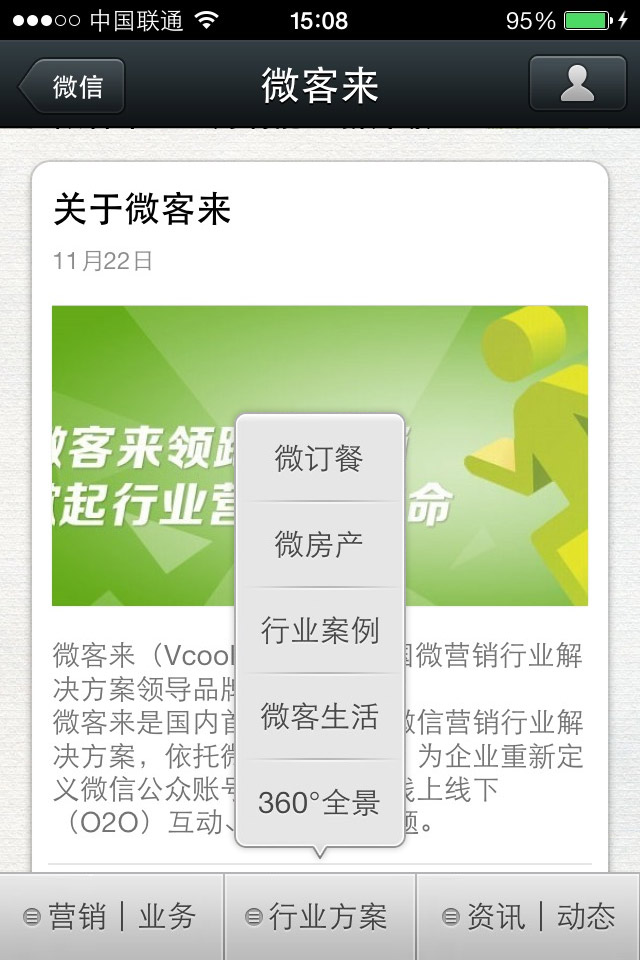 中国联通 15:08 95%
微信 微客来
关于微客来
11月22日
微客来领
起行业营 命
微订餐
微房产
行业案例
微客生活
360°全景
微客来（Vcool 微营销行业解
决方案领导品牌
微客来是国内首 微信营销行业解
决方案，依托微 为企业重新定
义微信公众账号 线上线下
（O2O）互动、 题。
营销｜业务 行业方案 资讯｜动态